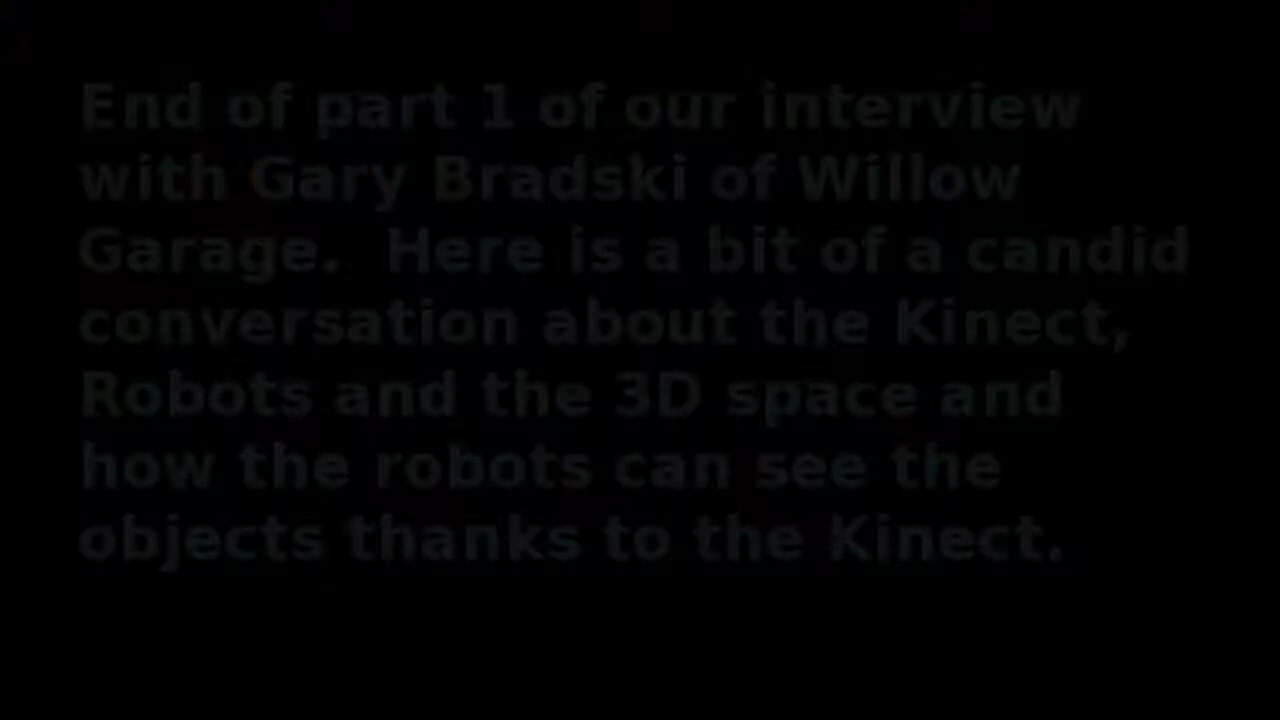 End of part 1 of our interview
with Gary Bradski of Willow
Garage.  Here is a bit of a candid
conversation about the Kinect,
Robots and the 3D space and
how the robots can see the
objects thanks to the Kinect.